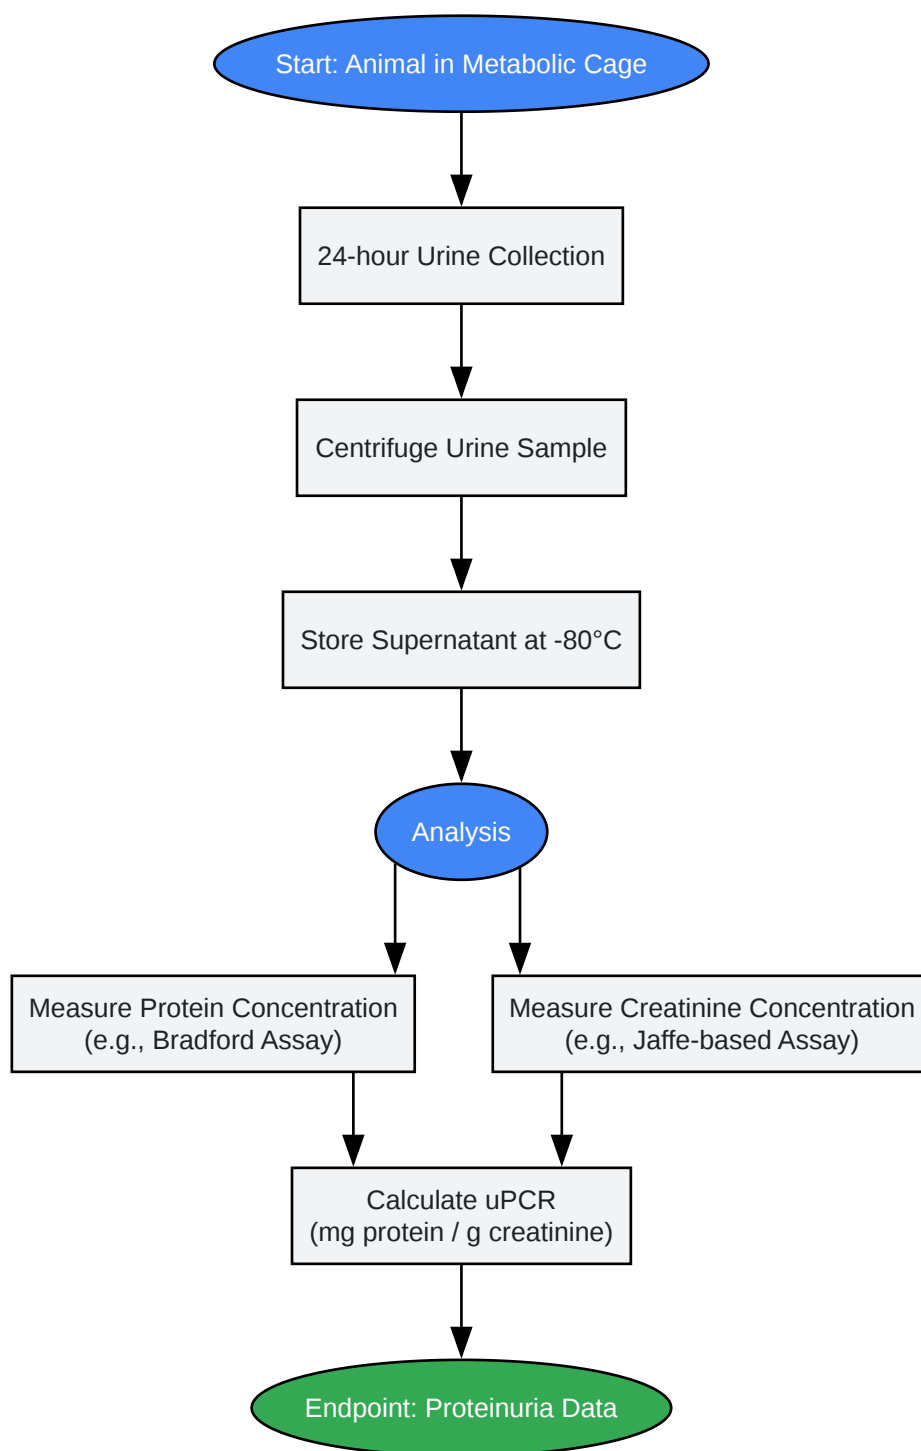 Start: Animal in Metabolic Cage
24-hour Urine Collection
Centrifuge Urine Sample
Store Supernatant at -80°C
Analysis
Measure Protein Concentration
(e.g., Bradford Assay)
Measure Creatinine Concentration
(e.g., Jaffe-based Assay)
Calculate uPCR
(mg protein / g creatinine)
Endpoint: Proteinuria Data